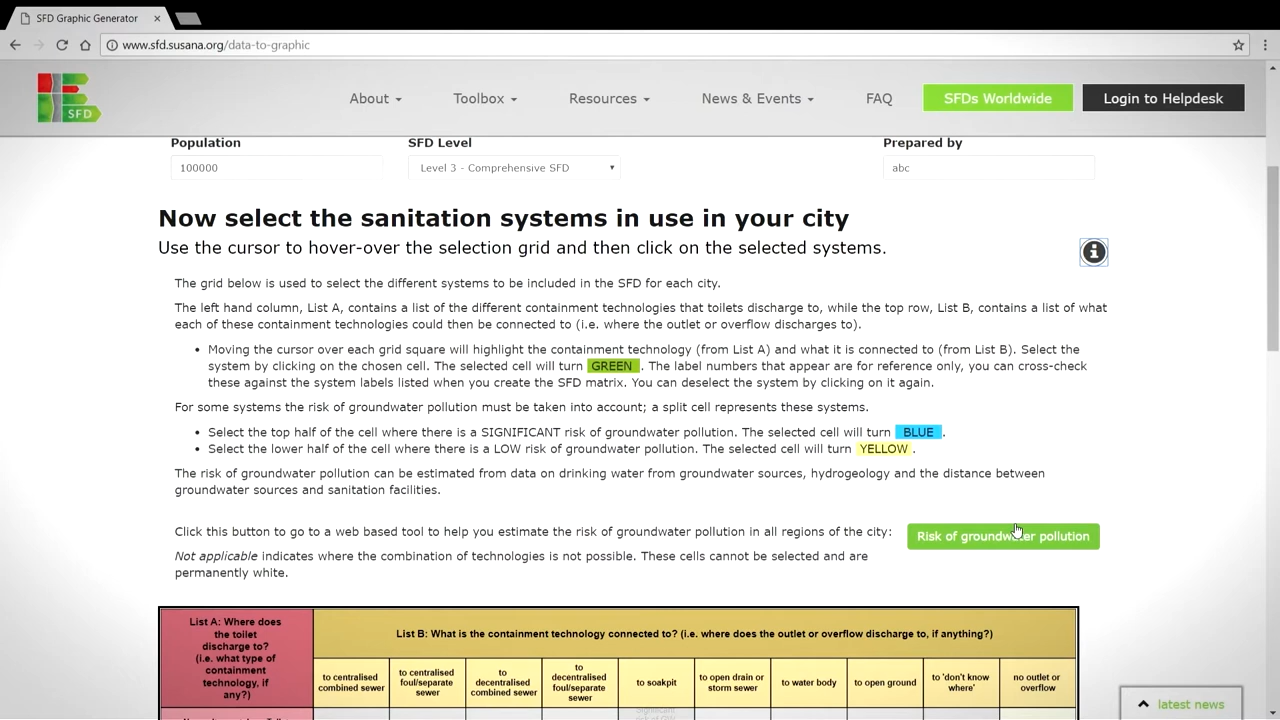 SFD Graphic Generator
www.sfd.susana.org/data-to-graphic
SFD
About
Toolbox
Resources
News & Events
FAQ
SFDs Worldwide
Login to Helpdesk
Population
SFD Level
Prepared by
100000
Level 3 - Comprehensive SFD
abc
Now select the sanitation systems in use in your city
Use the cursor to hover-over the selection grid and then click on the selected systems.
The grid below is used to select the different systems to be included in the SFD for each city.
The left hand column, List A, contains a list of the different containment technologies that toilets discharge to, while the top row, List B, contains a list of what
each of these containment technologies could then be connected to (i.e. where the outlet or overflow discharges to).
• Moving the cursor over each grid square will highlight the containment technology (from List A) and what it is connected to (from List B). Select the
system by clicking on the chosen cell. The selected cell will turn GREEN . The label numbers that appear are for reference only, you can cross-check
these against the system labels listed when you create the SFD matrix. You can deselect the system by clicking on it again.
For some systems the risk of groundwater pollution must be taken into account; a split cell represents these systems.
• Select the top half of the cell where there is a SIGNIFICANT risk of groundwater pollution. The selected cell will turn BLUE .
• Select the lower half of the cell where there is a LOW risk of groundwater pollution. The selected cell will turn YELLOW .
The risk of groundwater pollution can be estimated from data on drinking water from groundwater sources, hydrogeology and the distance between
groundwater sources and sanitation facilities.
Click this button to go to a web based tool to help you estimate the risk of groundwater pollution in all regions of the city:
Risk of groundwater pollution
Not applicable indicates where the combination of technologies is not possible. These cells cannot be selected and are
permanently white.
List A: Where does
the toilet
discharge to?
(i.e. what type of
containment
technology, if
any?)
List B: What is the containment technology connected to? (i.e. where does the outlet or overflow discharge to, if anything?)
to centralised
combined sewer
to centralised
foul/separate
sewer
to
decentralised
combined sewer
to
decentralised
foul/separate
sewer
to soakpit
to open drain or
storm sewer
to water body
to open ground
to 'don't know
where'
no outlet or
overflow
latest news